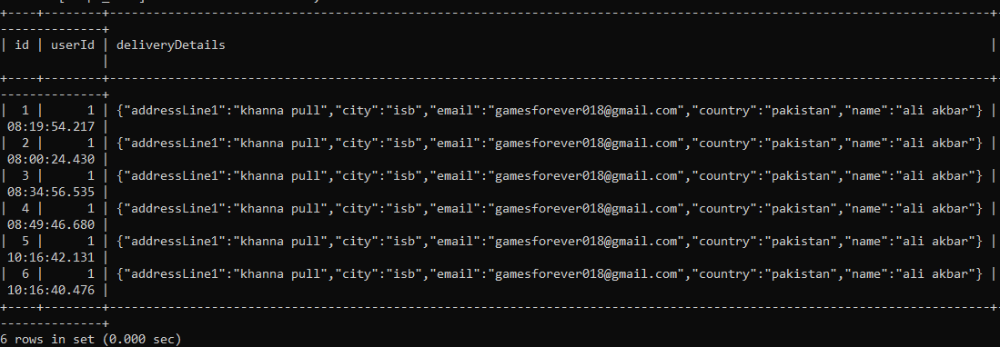 +----+--------+-------------------------------------------------------------------------------------------------------------------------+-
--------------+
| id | userId | deliveryDetails                                                                                                         |
              |
+----+--------+-------------------------------------------------------------------------------------------------------------------------+-
--------------+
|  1 |      1 | {"addressLine1":"khanna pull","city":"isb","email":"gamesforever018@gmail.com","country":"pakistan","name":"ali akbar"} |
 08:19:54.217 |
|  2 |      1 | {"addressLine1":"khanna pull","city":"isb","email":"gamesforever018@gmail.com","country":"pakistan","name":"ali akbar"} |
 08:00:24.430 |
|  3 |      1 | {"addressLine1":"khanna pull","city":"isb","email":"gamesforever018@gmail.com","country":"pakistan","name":"ali akbar"} |
 08:34:56.535 |
|  4 |      1 | {"addressLine1":"khanna pull","city":"isb","email":"gamesforever018@gmail.com","country":"pakistan","name":"ali akbar"} |
 08:49:46.680 |
|  5 |      1 | {"addressLine1":"khanna pull","city":"isb","email":"gamesforever018@gmail.com","country":"pakistan","name":"ali akbar"} |
 10:16:42.131 |
|  6 |      1 | {"addressLine1":"khanna pull","city":"isb","email":"gamesforever018@gmail.com","country":"pakistan","name":"ali akbar"} |
 10:16:40.476 |
+----+--------+-------------------------------------------------------------------------------------------------------------------------+-
--------------+
6 rows in set (0.000 sec)